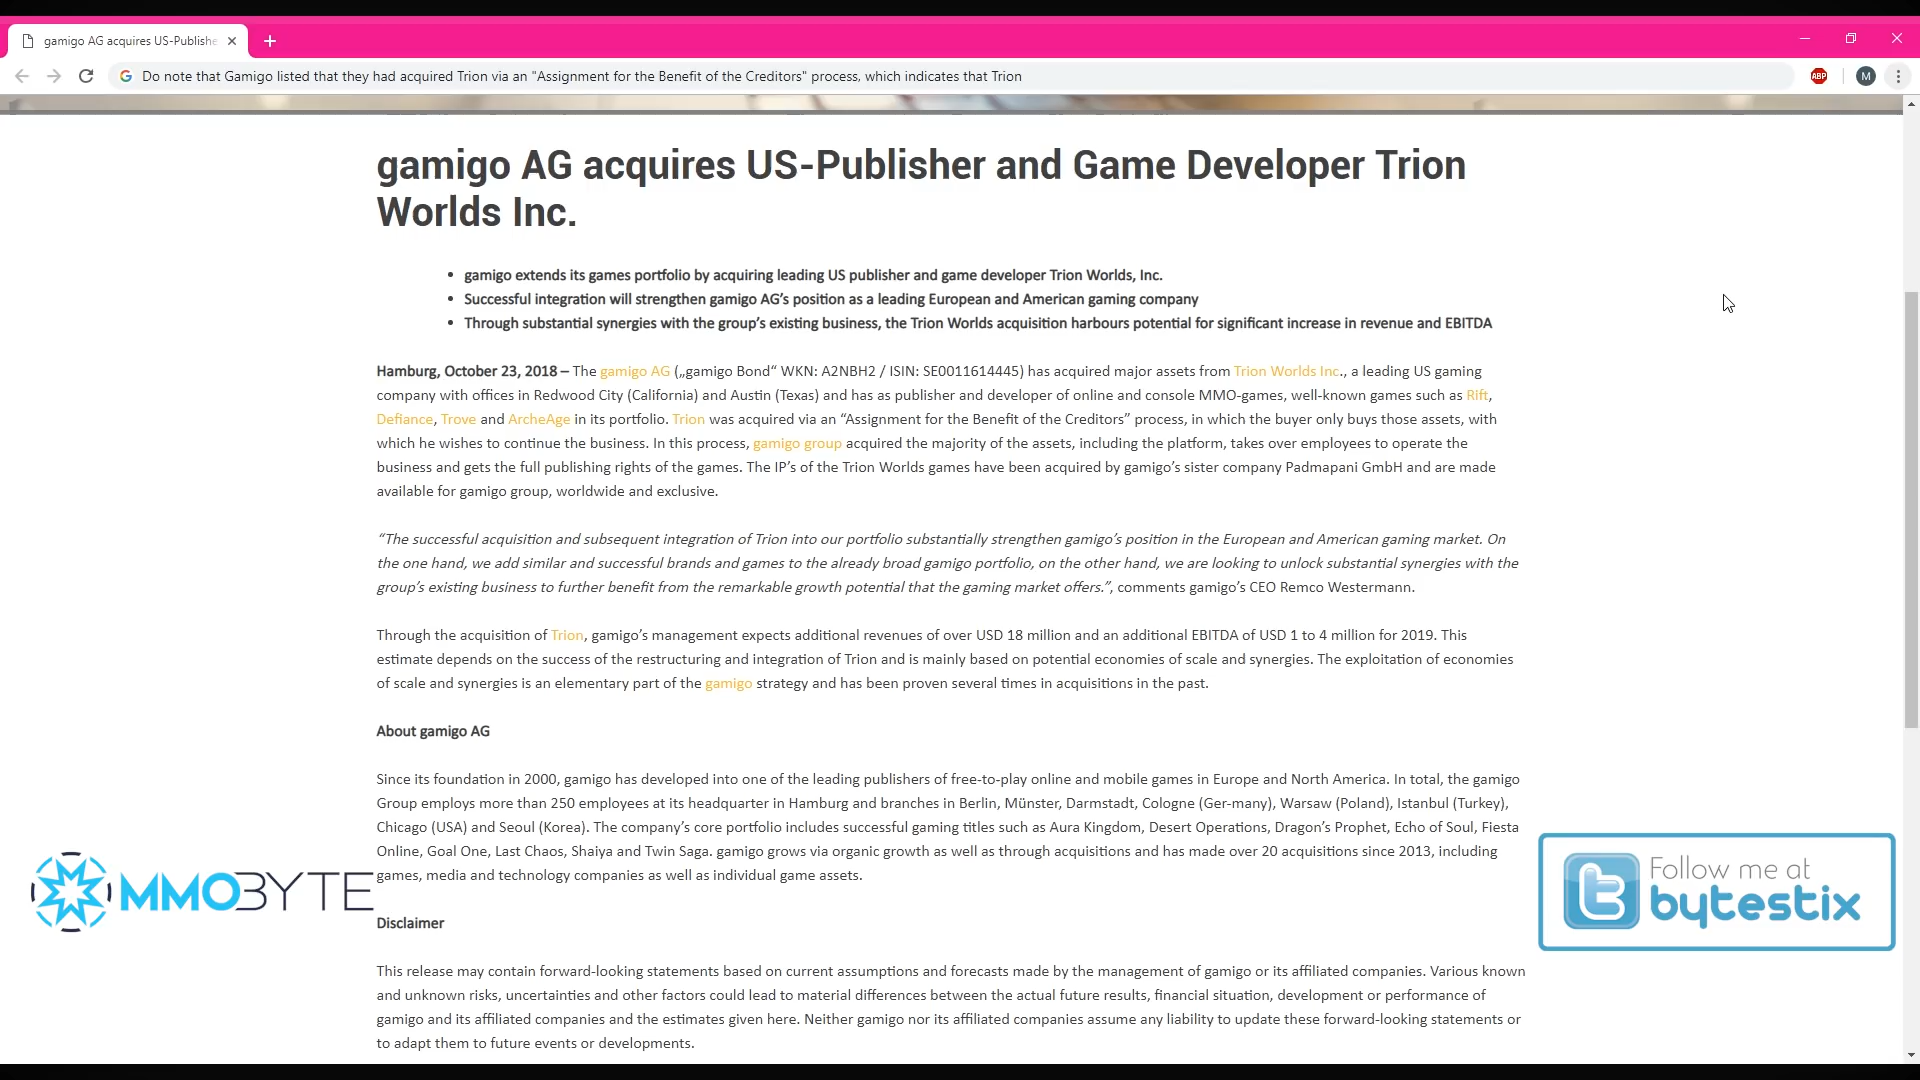 gamigo AG acquires US-Publishe
Do note that Gamigo listed that they had acquired Trion via an "Assignment for the Benefit of the Creditors" process, which indicates that Trion
ABP
M
gamigo AG acquires US-Publisher and Game Developer Trion
Worlds Inc.
• gamigo extends its games portfolio by acquiring leading US publisher and game developer Trion Worlds, Inc.
• Successful integration will strengthen gamigo AG’s position as a leading European and American gaming company
• Through substantial synergies with the group’s existing business, the Trion Worlds acquisition harbours potential for significant increase in revenue and EBITDA
Hamburg, October 23, 2018 – The gamigo AG („gamigo Bond“ WKN: A2NBH2 / ISIN: SE0011614445) has acquired major assets from Trion Worlds Inc., a leading US gaming
company with offices in Redwood City (California) and Austin (Texas) and has as publisher and developer of online and console MMO-games, well-known games such as Rift,
Defiance, Trove and ArcheAge in its portfolio. Trion was acquired via an “Assignment for the Benefit of the Creditors” process, in which the buyer only buys those assets, with
which he wishes to continue the business. In this process, gamigo group acquired the majority of the assets, including the platform, takes over employees to operate the
business and gets the full publishing rights of the games. The IP’s of the Trion Worlds games have been acquired by gamigo’s sister company Padmapani GmbH and are made
available for gamigo group, worldwide and exclusive.
“The successful acquisition and subsequent integration of Trion into our portfolio substantially strengthen gamigo’s position in the European and American gaming market. On
the one hand, we add similar and successful brands and games to the already broad gamigo portfolio, on the other hand, we are looking to unlock substantial synergies with the
group’s existing business to further benefit from the remarkable growth potential that the gaming market offers.”, comments gamigo’s CEO Remco Westermann.
Through the acquisition of Trion, gamigo’s management expects additional revenues of over USD 18 million and an additional EBITDA of USD 1 to 4 million for 2019. This
estimate depends on the success of the restructuring and integration of Trion and is mainly based on potential economies of scale and synergies. The exploitation of economies
of scale and synergies is an elementary part of the gamigo strategy and has been proven several times in acquisitions in the past.
About gamigo AG
Since its foundation in 2000, gamigo has developed into one of the leading publishers of free-to-play online and mobile games in Europe and North America. In total, the gamigo
Group employs more than 250 employees at its headquarter in Hamburg and branches in Berlin, Münster, Darmstadt, Cologne (Ger-many), Warsaw (Poland), Istanbul (Turkey),
Chicago (USA) and Seoul (Korea). The company’s core portfolio includes successful gaming titles such as Aura Kingdom, Desert Operations, Dragon’s Prophet, Echo of Soul, Fiesta
Online, Goal One, Last Chaos, Shaiya and Twin Saga. gamigo grows via organic growth as well as through acquisitions and has made over 20 acquisitions since 2013, including
games, media and technology companies as well as individual game assets.
MMOBYTE
Follow me at
bytestix
Disclaimer
This release may contain forward-looking statements based on current assumptions and forecasts made by the management of gamigo or its affiliated companies. Various known
and unknown risks, uncertainties and other factors could lead to material differences between the actual future results, financial situation, development or performance of
gamigo and its affiliated companies and the estimates given here. Neither gamigo nor its affiliated companies assume any liability to update these forward-looking statements or
to adapt them to future events or developments.